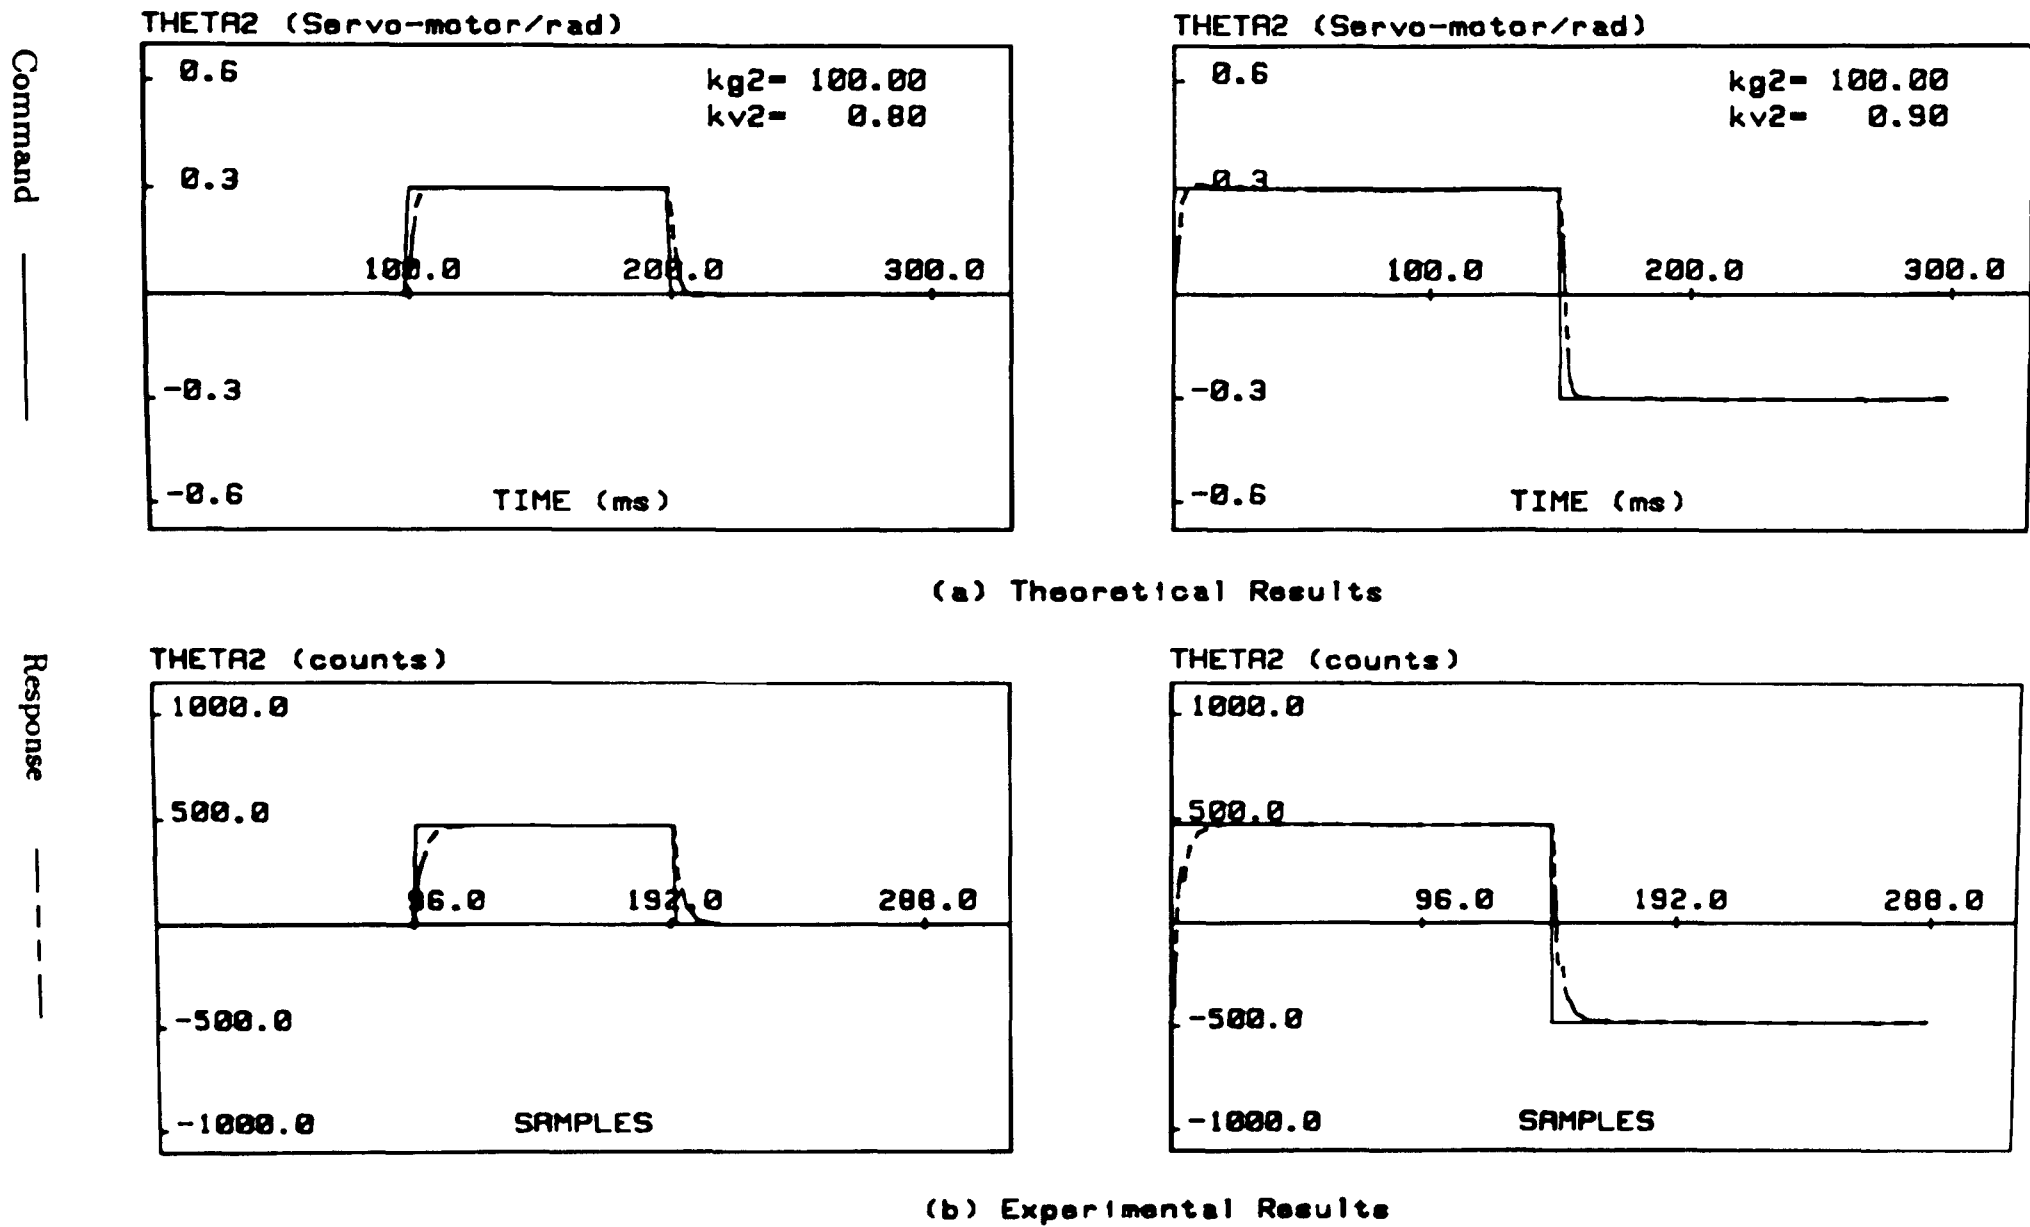 THETA2 (Servo-motor/rad)
0.6
kg2= 100.00
kv2= 0.80
0.3
100.0
200.0
300.0
-0.3
-0.6
TIME (ms)
THETA2 (Servo-motor/rad)
0.6
kg2= 100.00
kv2= 0.90
0.3
100.0
200.0
300.0
-0.3
-0.6
TIME (ms)
Command
(a) Theoretical Results
THETA2 (counts)
1000.0
500.0
96.0
192.0
288.0
-500.0
-1000.0
SAMPLES
THETA2 (counts)
1000.0
500.0
96.0
192.0
288.0
-500.0
-1000.0
SAMPLES
Response
(b) Experimental Results